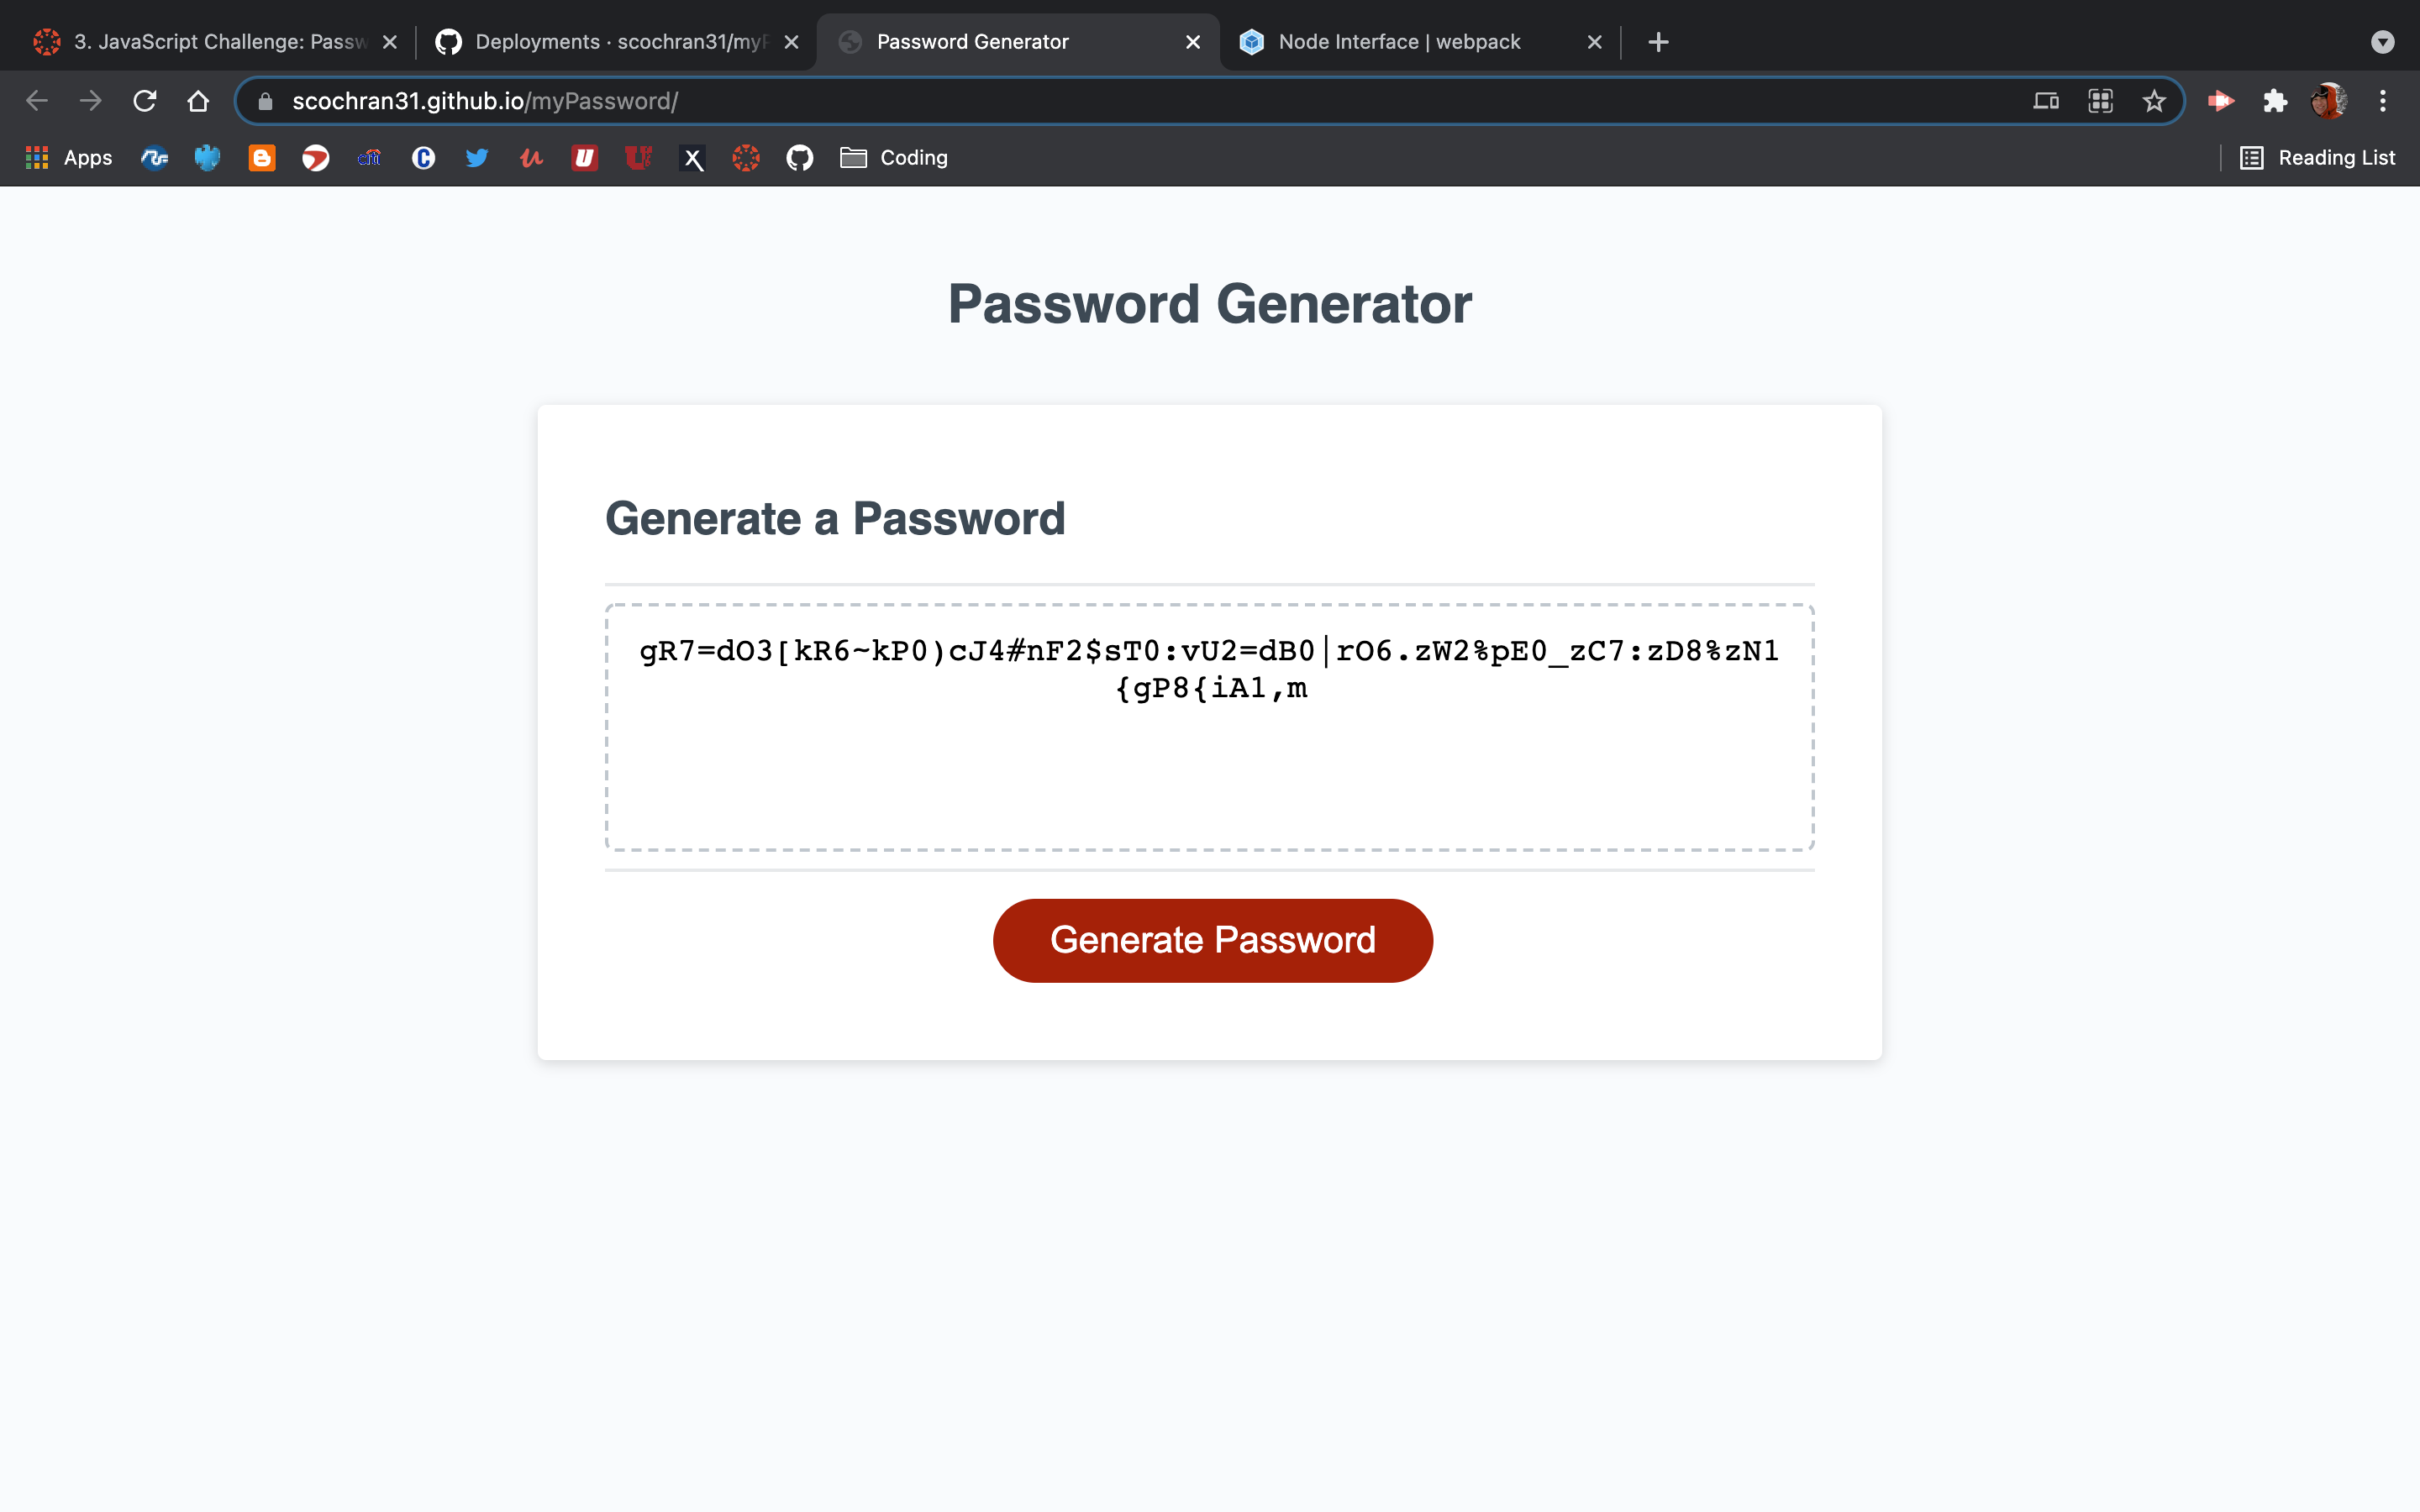 3. JavaScript Challenge: Passw
Deployments · scochran31/myP
Password Generator
Node Interface | webpack
scochran31.github.io/myPassword/
Apps
citi
Coding
Reading List
Password Generator
Generate a Password
gR7=dO3[kR6~kP0)cJ4#nF2$sT0:vU2=dB0|rO6.zW2%pE0_zC7:zD8%zN1
{gP8{iA1,m
Generate Password